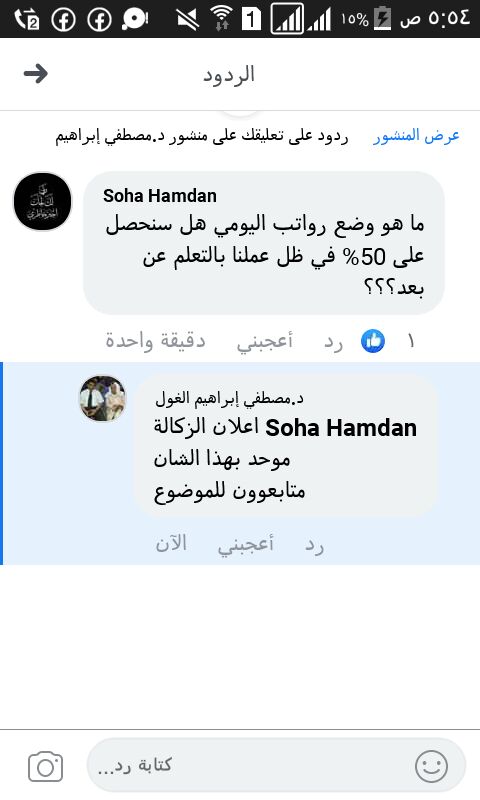 ٥:٥٤ ص
١٥%
1
2
الردود
عرض المنشور
ردود على تعليقك على منشور د.مصطفي إبراهيم
Soha Hamdan
ما هو وضع رواتب اليومي هل سنحصل
على 50% في ظل عملنا بالتعلم عن
بعد؟؟؟
١
رد
أعجبني
دقيقة واحدة
د.مصطفي إبراهيم الغول
Soha Hamdan اعلان الزكالة
موحد بهذا الشان
متابعوون للموضوع
رد
أعجبني
الآن
كتابة رد...